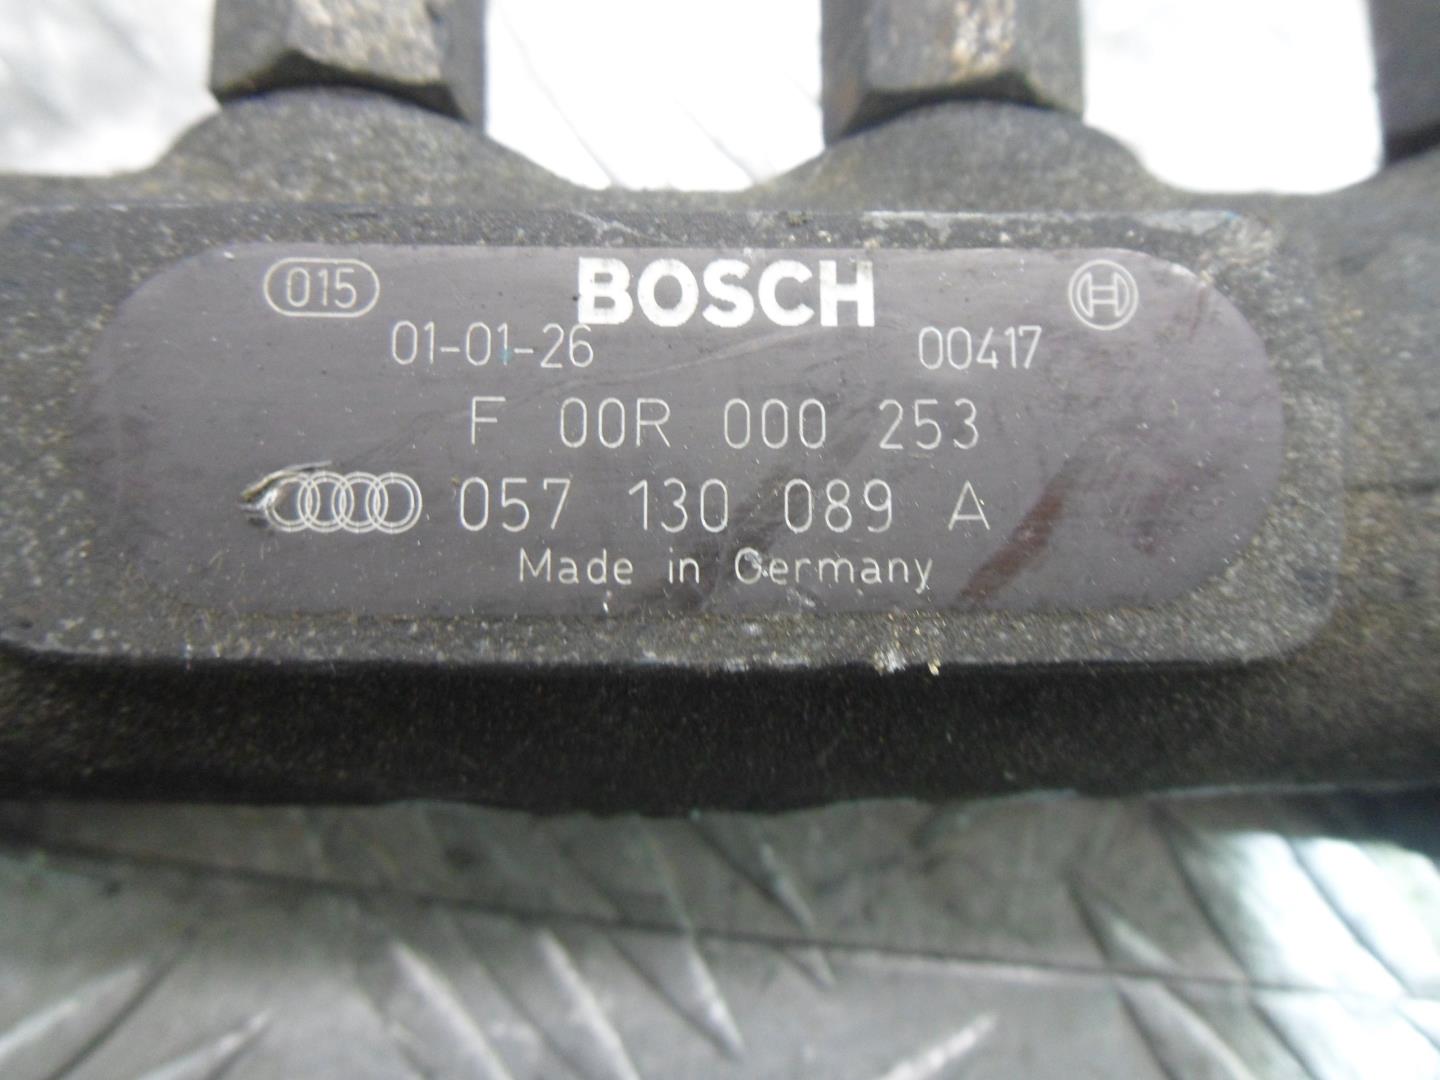 015 BOSCH
01-01-26 00417
F 00R 000 253
057 130 089 A
Made in Germany